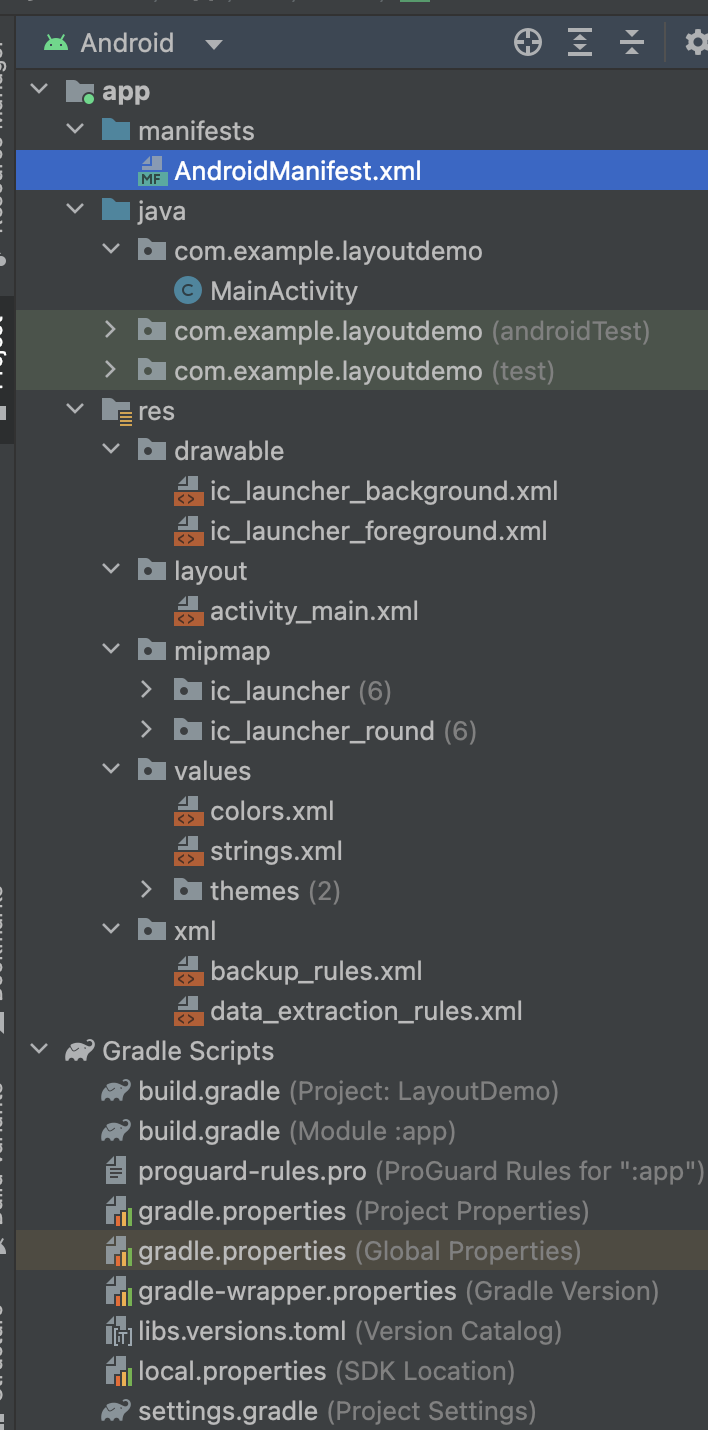 Android
app
manifests
MF AndroidManifest.xml
java
com.example.layoutdemo
C MainActivity
com.example.layoutdemo (androidTest)
com.example.layoutdemo (test)
res
drawable
<> ic_launcher_background.xml
<> ic_launcher_foreground.xml
layout
<> activity_main.xml
mipmap
ic_launcher (6)
ic_launcher_round (6)
values
<> colors.xml
<> strings.xml
themes (2)
xml
<> backup_rules.xml
<> data_extraction_rules.xml
Gradle Scripts
build.gradle (Project: LayoutDemo)
build.gradle (Module :app)
proguard-rules.pro (ProGuard Rules for ":app")
gradle.properties (Project Properties)
gradle.properties (Global Properties)
gradle-wrapper.properties (Gradle Version)
libs.versions.toml (Version Catalog)
local.properties (SDK Location)
settings.gradle (Project Settings)